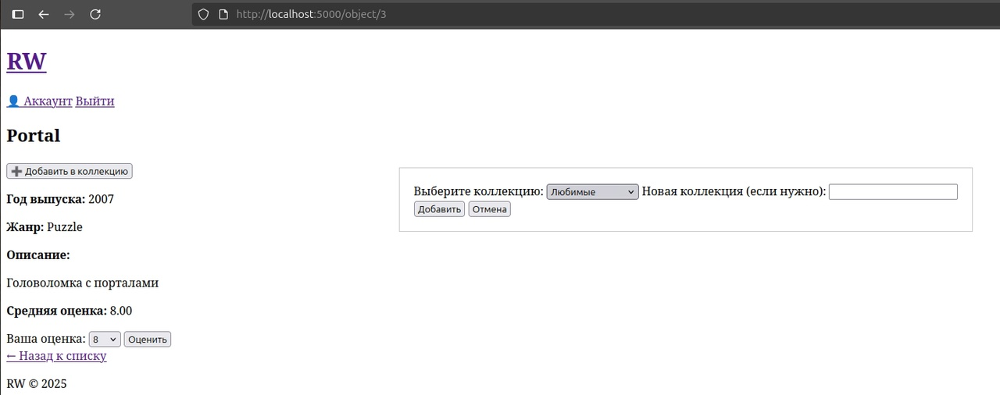 http://localhost:5000/object/3
RW
👤 Аккаунт Выйти
Portal
➕ Добавить в коллекцию
Год выпуска: 2007
Жанр: Puzzle
Описание:
Головоломка с порталами
Средняя оценка: 8.00
Ваша оценка: 8 Оценить
← Назад к списку
RW © 2025
Выберите коллекцию: Любимые Новая коллекция (если нужно):
Добавить Отмена